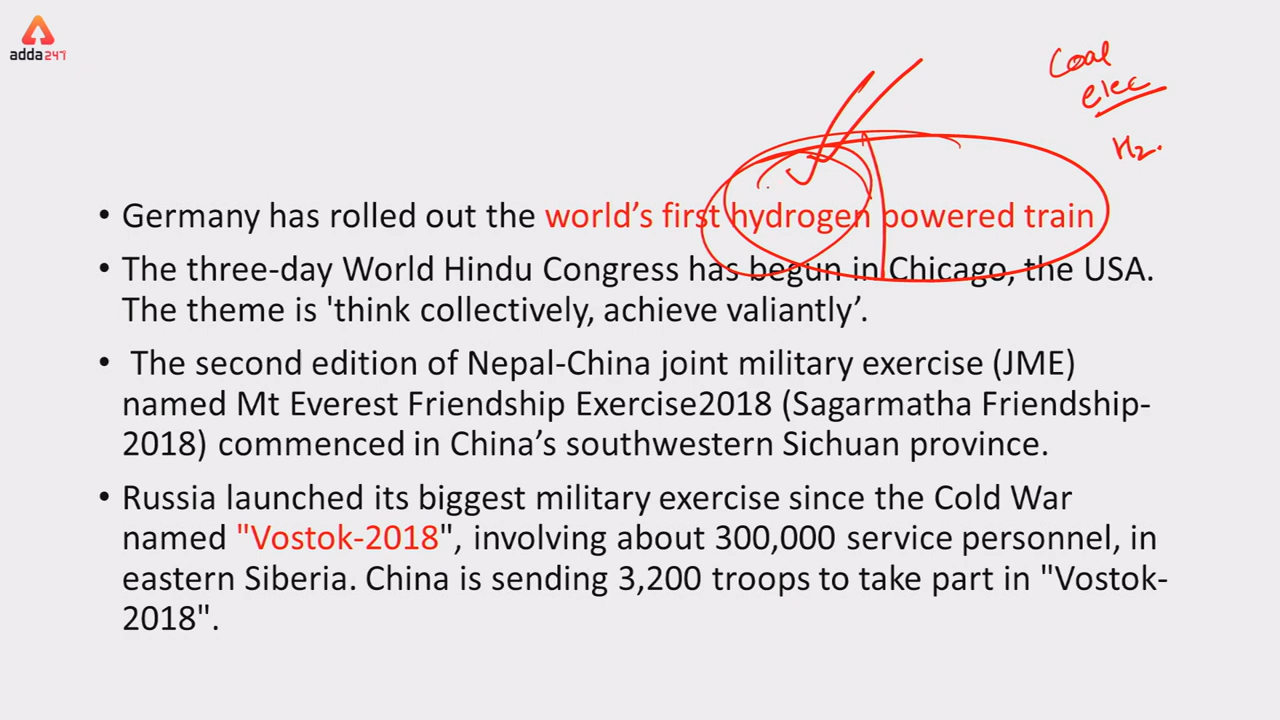 adda247
Coal
elec
H2.
• Germany has rolled out the world’s first hydrogen powered train
• The three-day World Hindu Congress has begun in Chicago, the USA.
The theme is 'think collectively, achieve valiantly’.
• The second edition of Nepal-China joint military exercise (JME)
named Mt Everest Friendship Exercise2018 (Sagarmatha Friendship-
2018) commenced in China’s southwestern Sichuan province.
• Russia launched its biggest military exercise since the Cold War
named "Vostok-2018", involving about 300,000 service personnel, in
eastern Siberia. China is sending 3,200 troops to take part in "Vostok-
2018".